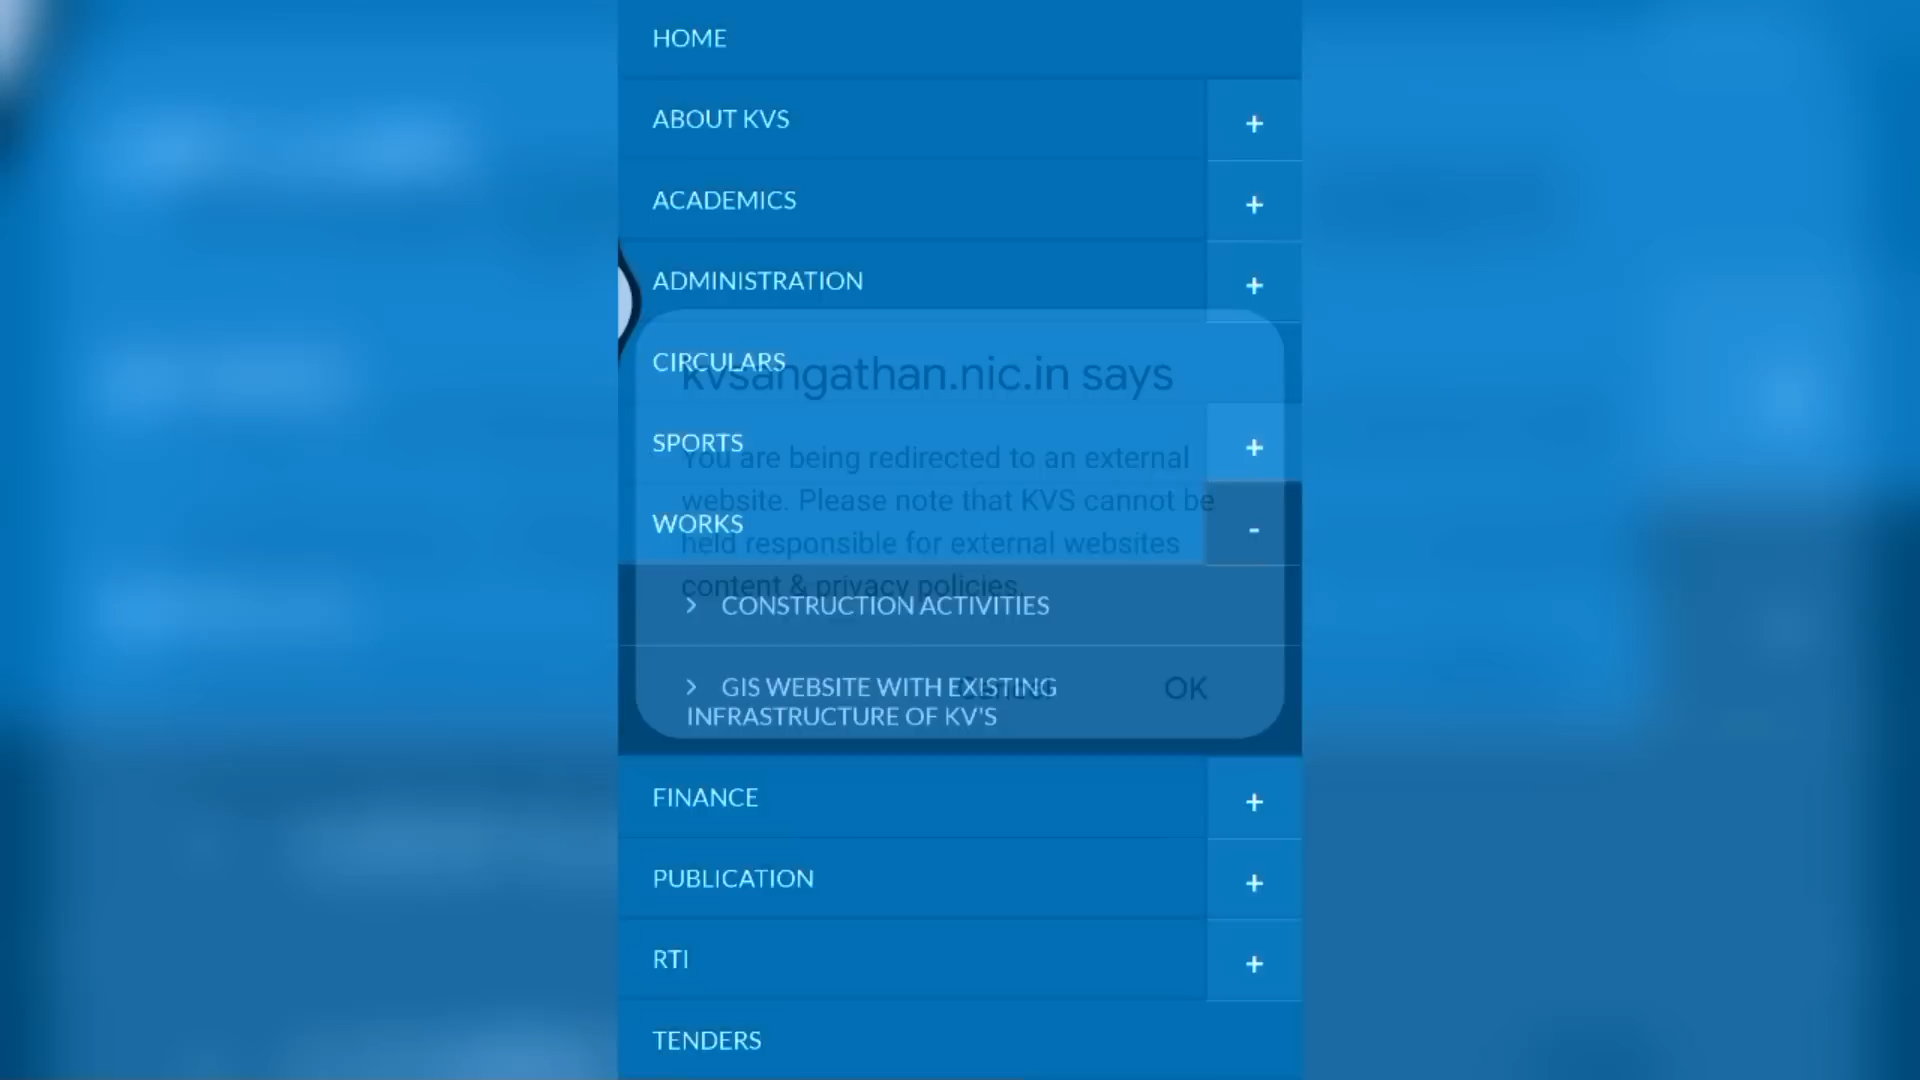 HOME
ABOUT KVS
+
ACADEMICS
+
ADMINISTRATION
+
CIRCULARS
kvsangathan.nic.in says
SPORTS
+
You are being redirected to an external
website. Please note that KVS cannot be
WORKS
-
held responsible for external websites
content & privacy policies.
> CONSTRUCTION ACTIVITIES
> GIS WEBSITE WITH EXISTING
INFRASTRUCTURE OF KV'S
Cancel
OK
FINANCE
+
PUBLICATION
+
RTI
+
TENDERS